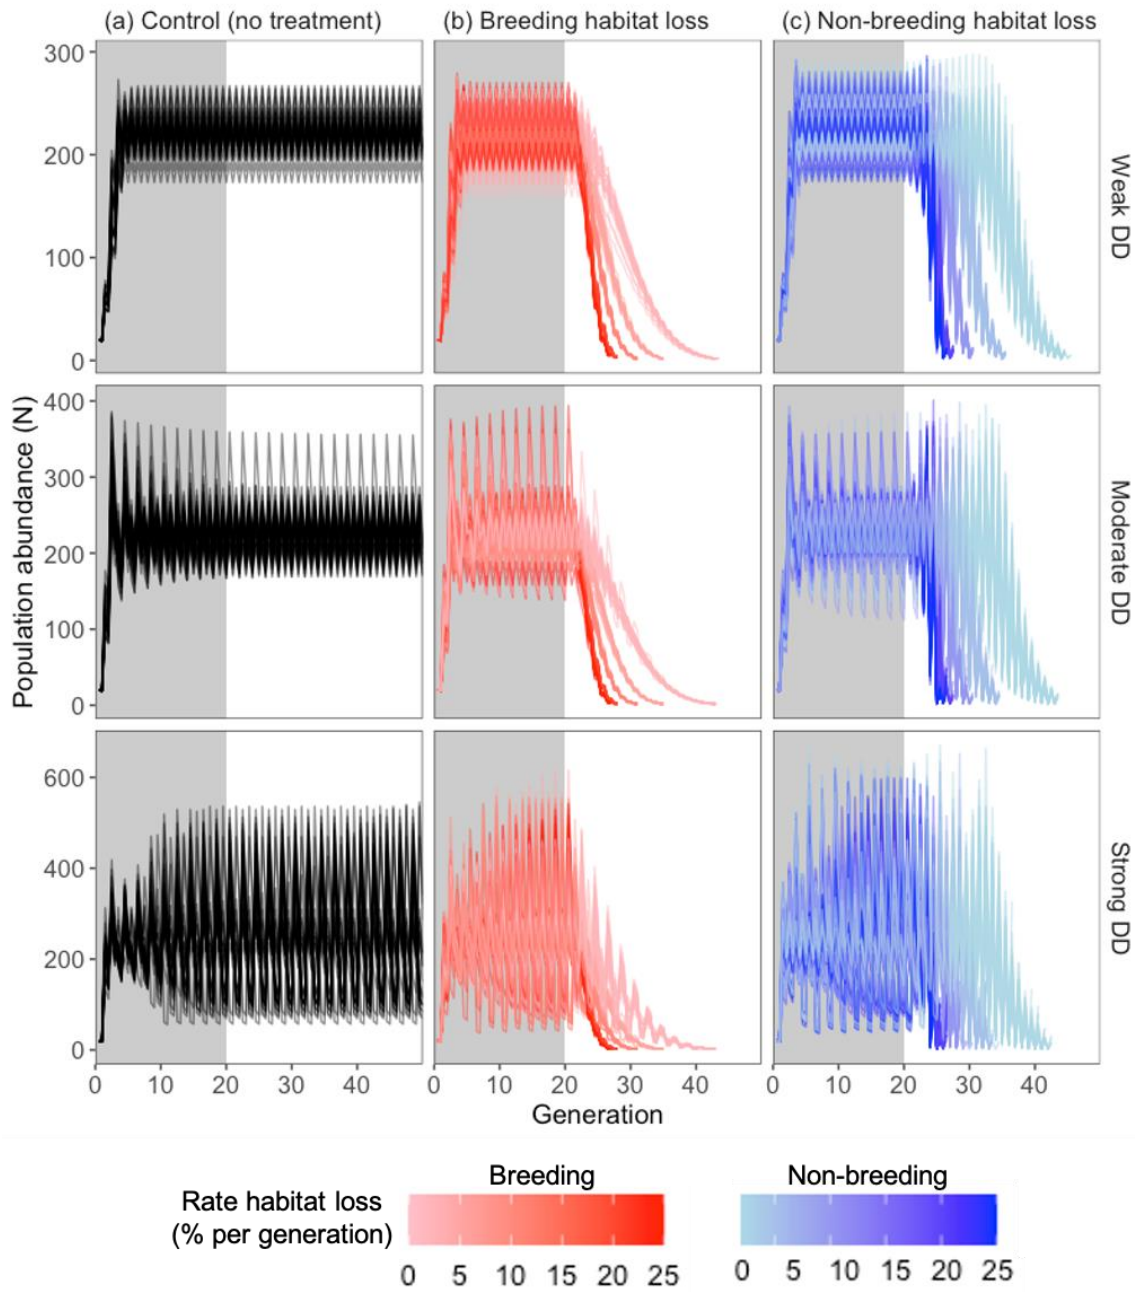 (a) Control (no treatment) (b) Breeding habitat loss (c) Non-breeding habitat loss
300
200
100
0
Weak DD
400
300
200
100
0
Moderate DD
Population abundance (N)
600
400
200
0
Strong DD
0 10 20 30 40 0 10 20 30 40 0 10 20 30 40
Generation
Breeding Non-breeding
Rate habitat loss
(% per generation)
0 5 10 15 20 25 0 5 10 15 20 25